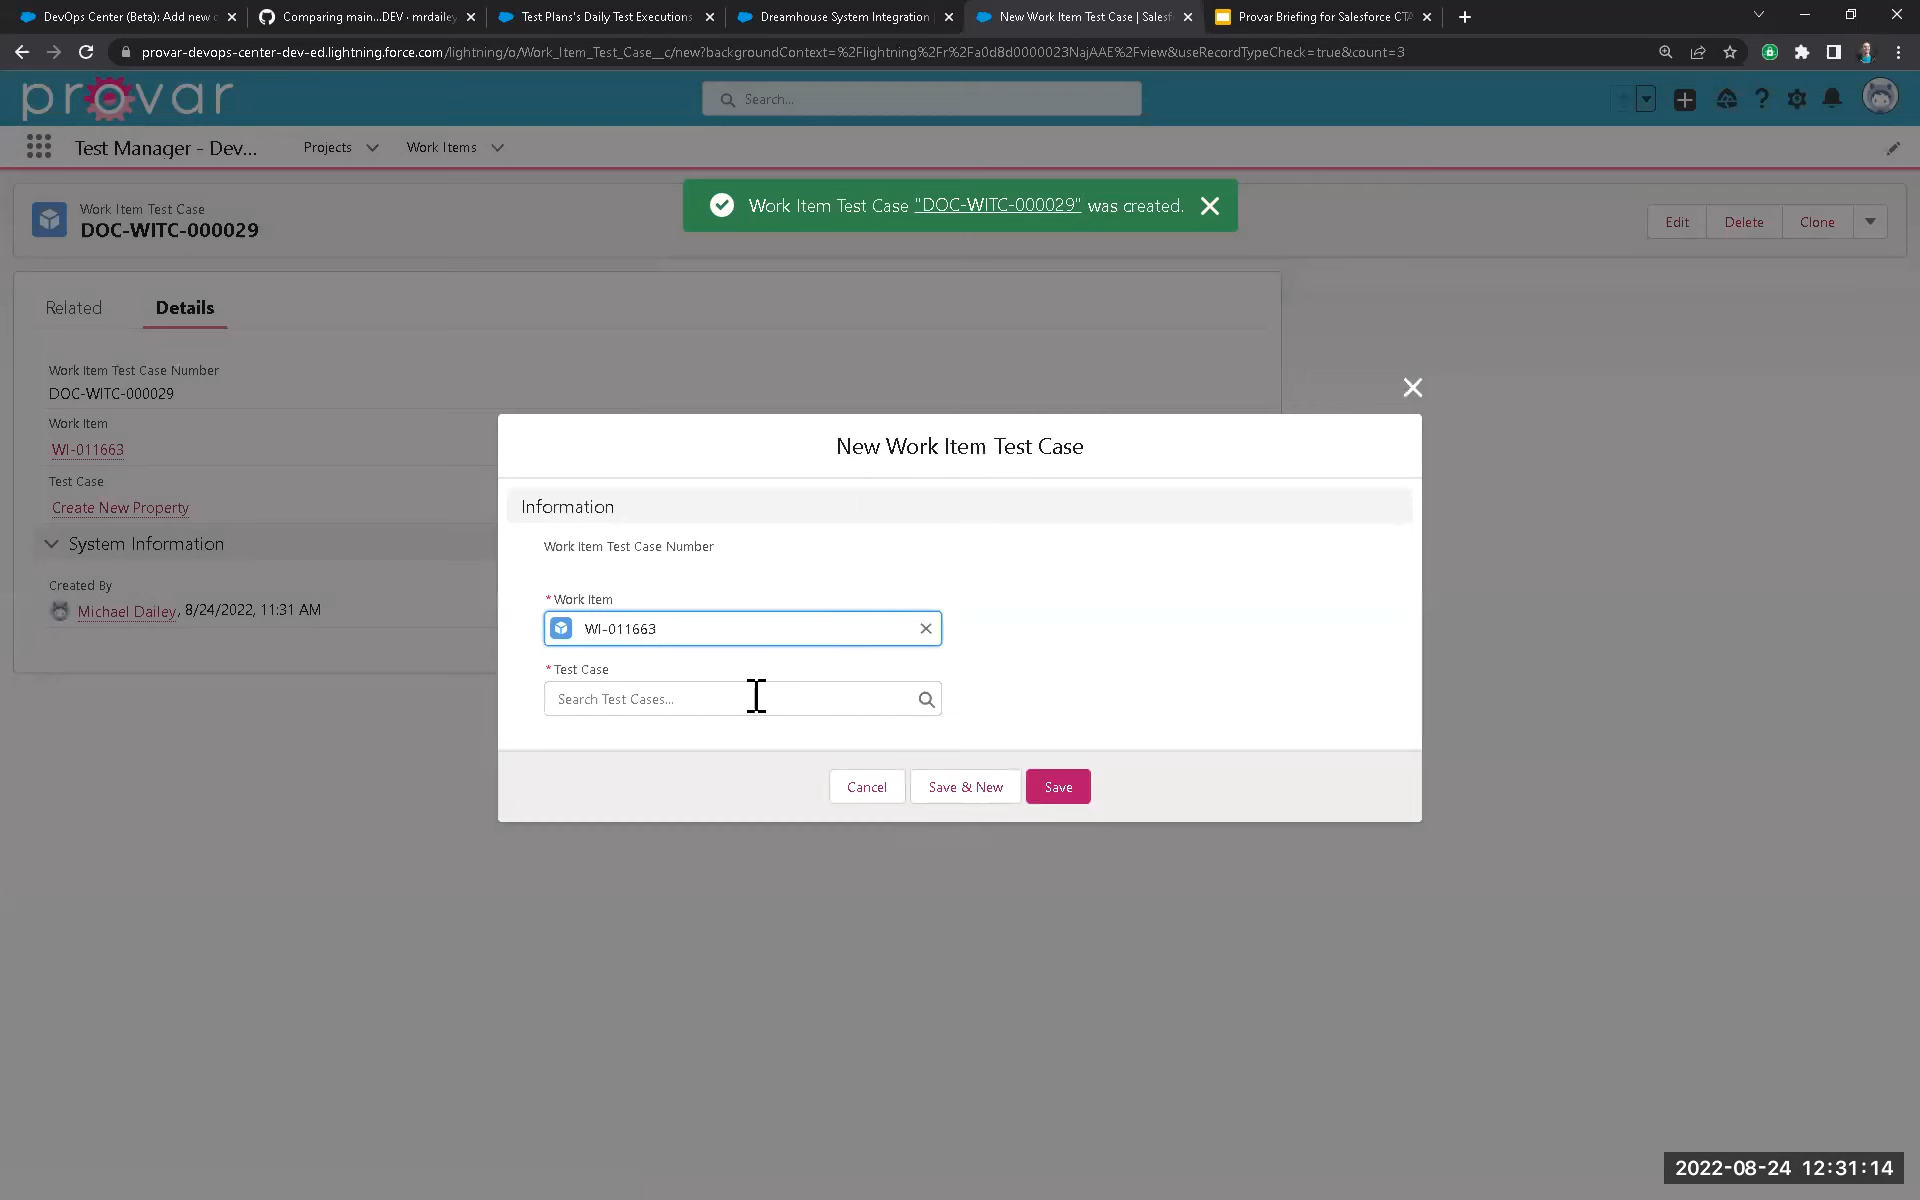 DevOps Center (Beta): Add new c
Comparing main...DEV · mrdailey
Test Plans's Daily Test Executions
Dreamhouse System Integration
New Work Item Test Case | Salesf
Provar Briefing for Salesforce CTA
provar-devops-center-dev-ed.lightning.force.com/lightning/o/Work_Item_Test_Case__c/new?backgroundContext=%2Flightning%2Fr%2Fa0d8d0000023NajAAE%2Fview&useRecordTypeCheck=true&count=3
provar
Search...
Test Manager - Dev...
Projects
Work Items
Work Item Test Case
DOC-WITC-000029
Work Item Test Case "DOC-WITC-000029" was created.
Edit
Delete
Clone
Related
Details
Work Item Test Case Number
DOC-WITC-000029
Work Item
WI-011663
Test Case
Create New Property
System Information
Created By
Michael Dailey, 8/24/2022, 11:31 AM
New Work Item Test Case
Information
Work Item Test Case Number
*Work Item
WI-011663
*Test Case
Search Test Cases...
Cancel
Save & New
Save
2022-08-24 12:31:14